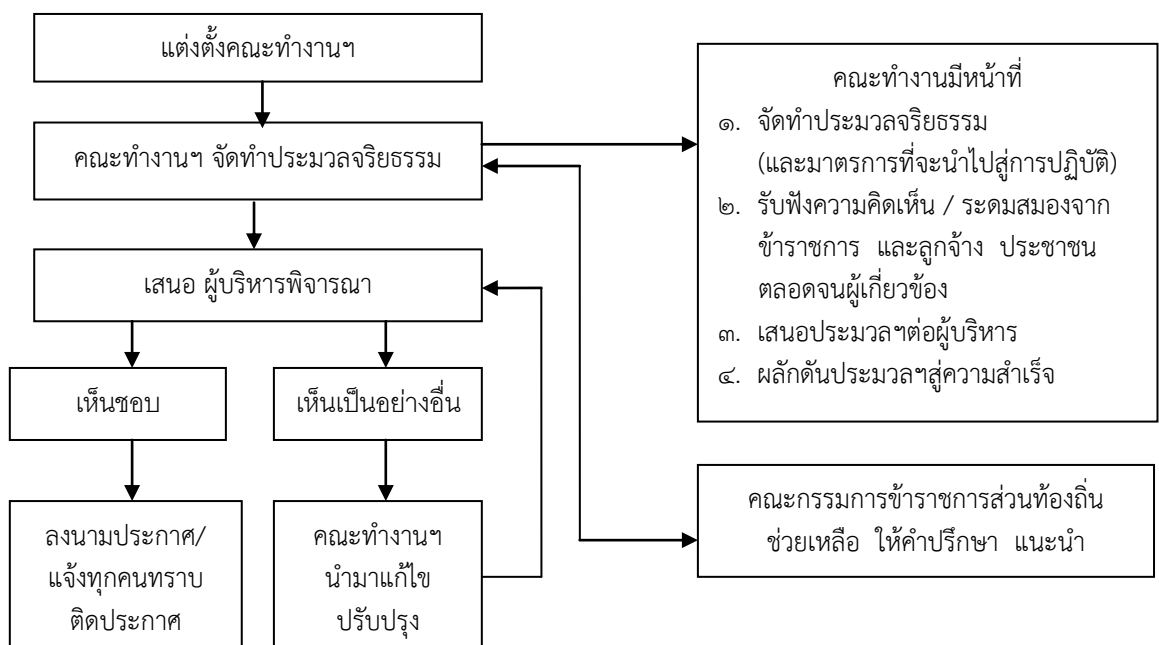 แต่งตั้งคณะทำงานฯ
คณะทำงานฯ จัดทำประมวลจริยธรรม
เสนอ ผู้บริหารพิจารณา
เห็นชอบ
เห็นเป็นอย่างอื่น
ลงนามประกาศ/
แจ้งทุกคนทราบ
ติดประกาศ
คณะทำงานฯ
นำมาแก้ไข
ปรับปรุง
คณะทำงานมีหน้าที่
๑. จัดทำประมวลจริยธรรม
(และมาตรการที่จะนำไปสู่การปฏิบัติ)
๒. รับฟังความคิดเห็น / ระดมสมองจาก
ข้าราชการ และลูกจ้าง ประชาชน
ตลอดจนผู้เกี่ยวข้อง
๓. เสนอประมวลฯต่อผู้บริหาร
๔. ผลักดันประมวลฯสู่ความสำเร็จ
คณะกรรมการข้าราชการส่วนท้องถิ่น
ช่วยเหลือ ให้คำปรึกษา แนะนำ